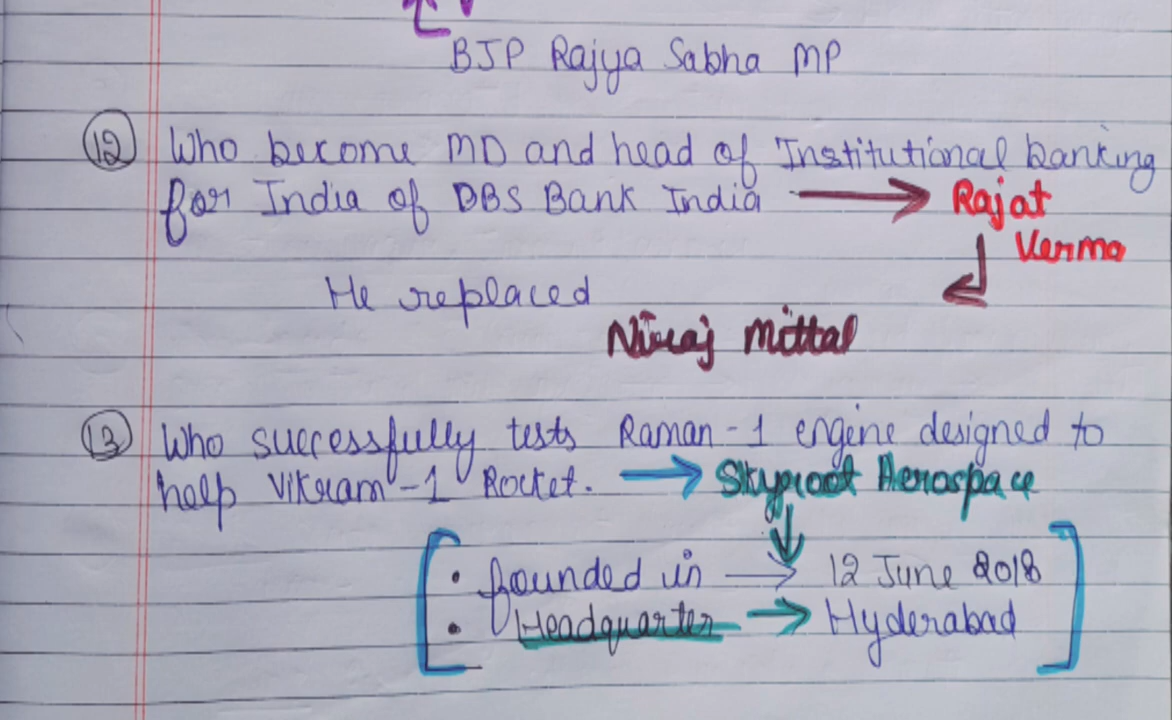 BJP Rajya Sabha MP
12 Who become MD and head of Institutional banking
for India of DBS Bank India → Rajat
Verma
He replaced
Niraj Mittal
13 Who successfully tests Raman-1 engine designed to
help Vikram-1 Rocket. → Skyroot Aerospace
• founded in → 12 June 2018
• Headquarter → Hyderabad